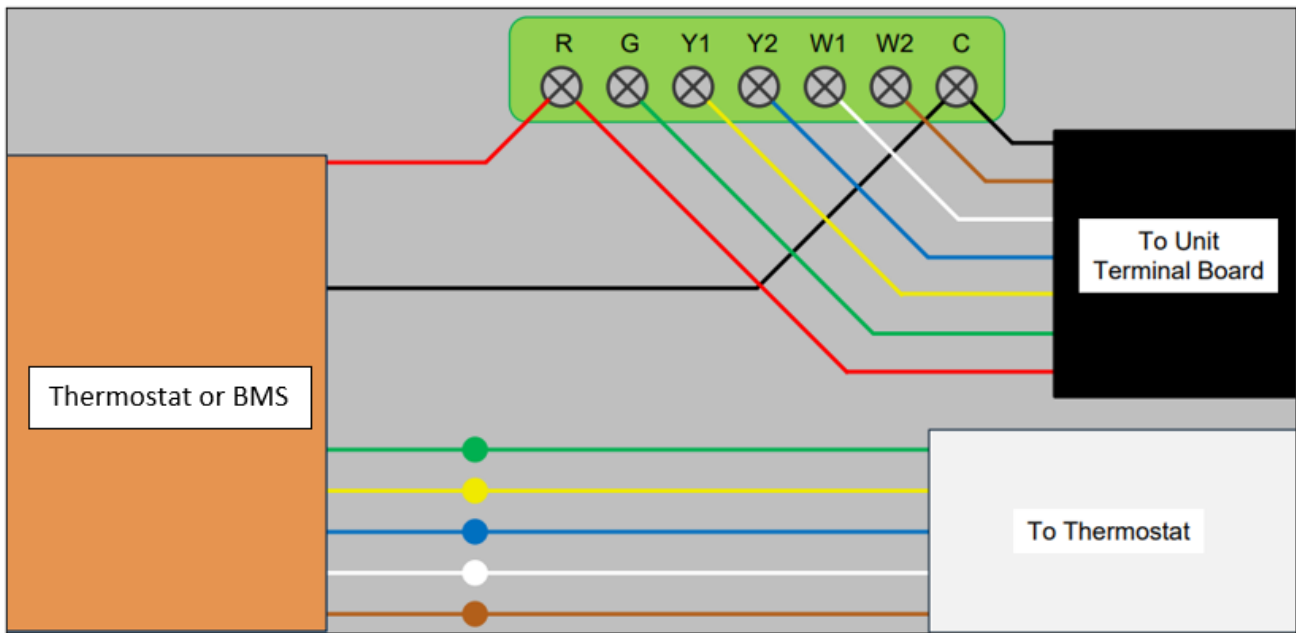 R G Y1 Y2 W1 W2 C
To Unit
Terminal Board
Thermostat or BMS
To Thermostat